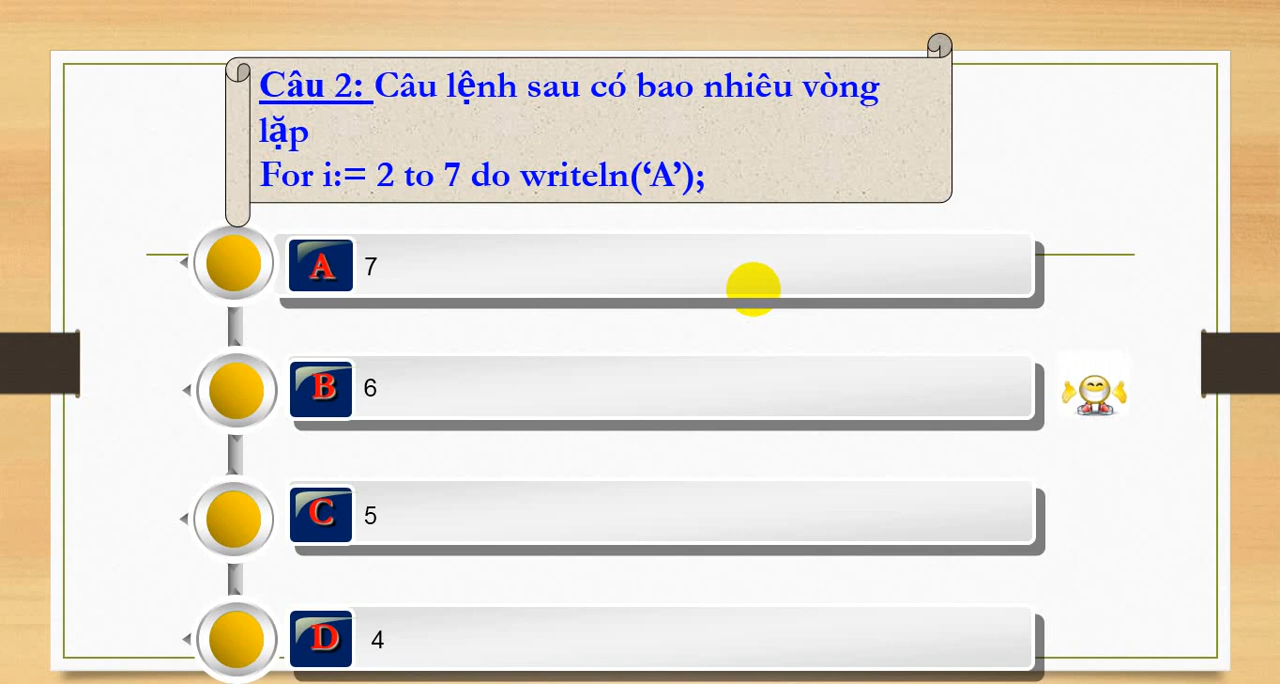 Câu 2: Câu lệnh sau có bao nhiêu vòng
lặp
For i:= 2 to 7 do writeln(‘A’);
A 7
B 6
C 5
D 4